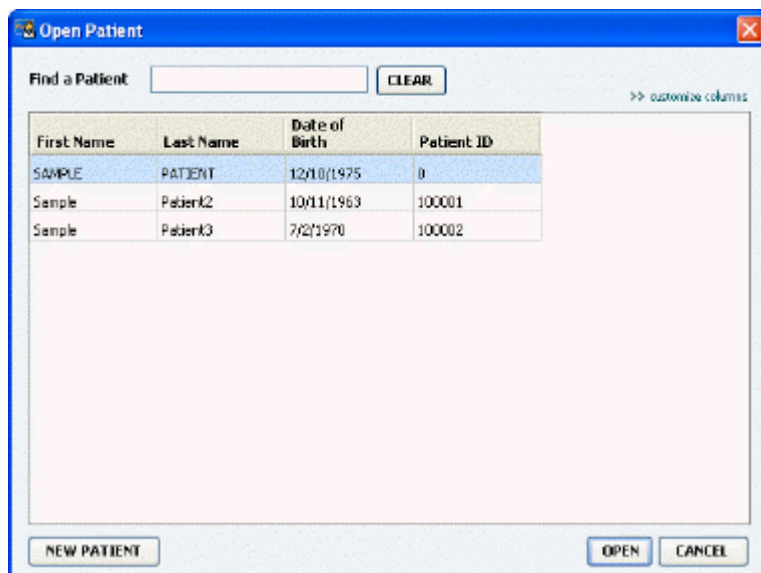 Open Patient
Find a Patient CLEAR
>> customize columns
First Name Last Name Date of Birth Patient ID
SAMPLE PATIENT 12/10/1975 0
Sample Patient2 10/11/1963 100001
Sample Patient3 7/2/1970 100002
NEW PATIENT OPEN CANCEL